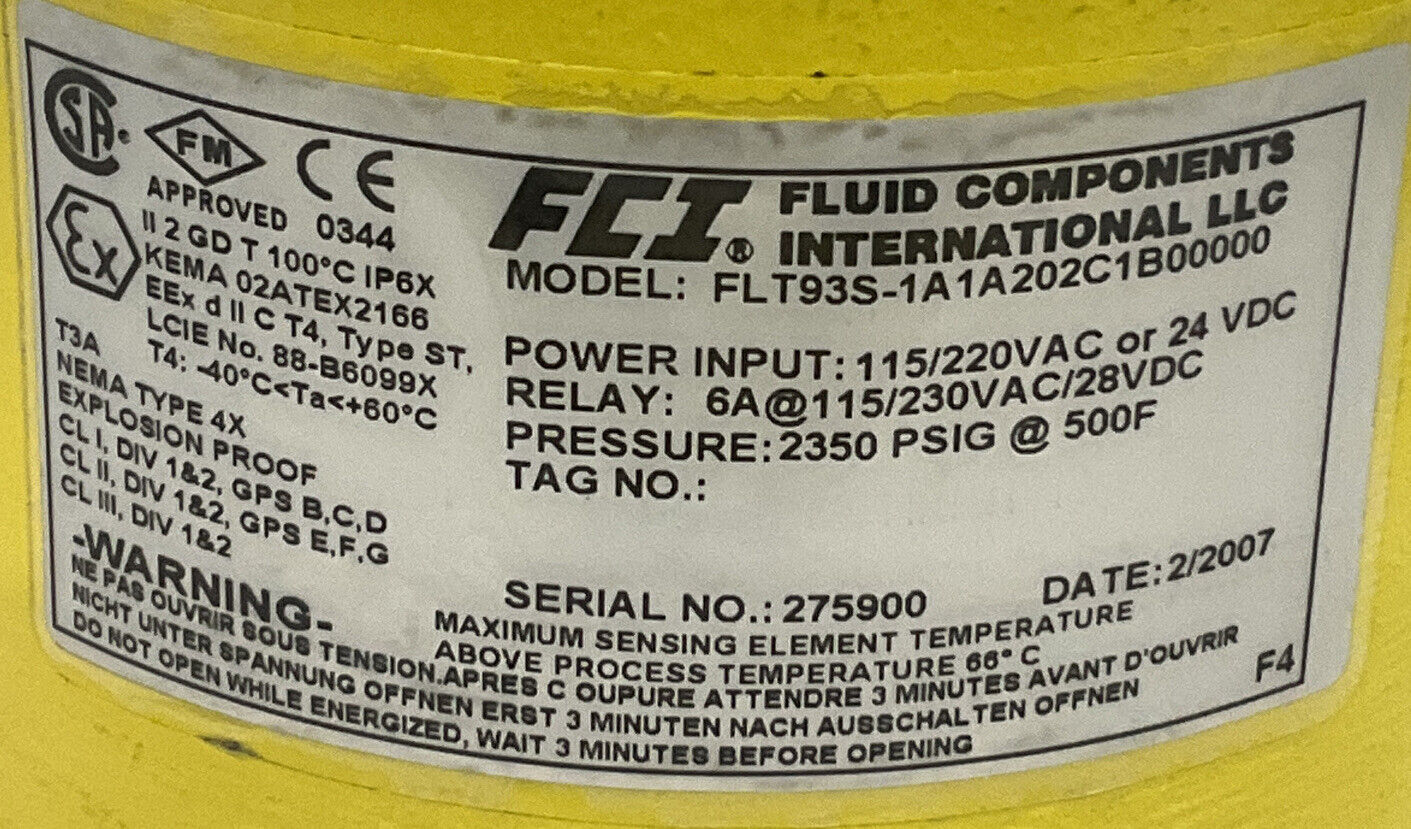 SA
FM
APPROVED
CE
0344
Ex
II 2 GD T 100°C IP6X
KEMA 02ATEX2166
EEx d II C T4, Type ST,
LCIE No. 88-B6099X
T4: -40°C<Ta<+60°C
T3A
NEMA TYPE 4X
EXPLOSION PROOF
CL I, DIV 1&2, GPS B,C,D
CL II, DIV 1&2, GPS E,F,G
CL III, DIV 1&2
FCI® FLUID COMPONENTS
INTERNATIONAL LLC
MODEL: FLT93S-1A1A202C1B00000
POWER INPUT: 115/220VAC or 24 VDC
RELAY: 6A@115/230VAC/28VDC
PRESSURE: 2350 PSIG @ 500F
TAG NO.:
SERIAL NO.: 275900 DATE: 2/2007
MAXIMUM SENSING ELEMENT TEMPERATURE
ABOVE PROCESS TEMPERATURE 66° C
-WARNING-
NE PAS OUVRIR SOUS TENSION.APRES C OUPURE ATTENDRE 3 MINUTES AVANT D'OUVRIR
NICHT UNTER SPANNUNG OFFNEN ERST 3 MINUTEN NACH AUSSCHALTEN OFFNEN
DO NOT OPEN WHILE ENERGIZED, WAIT 3 MINUTES BEFORE OPENING
F4